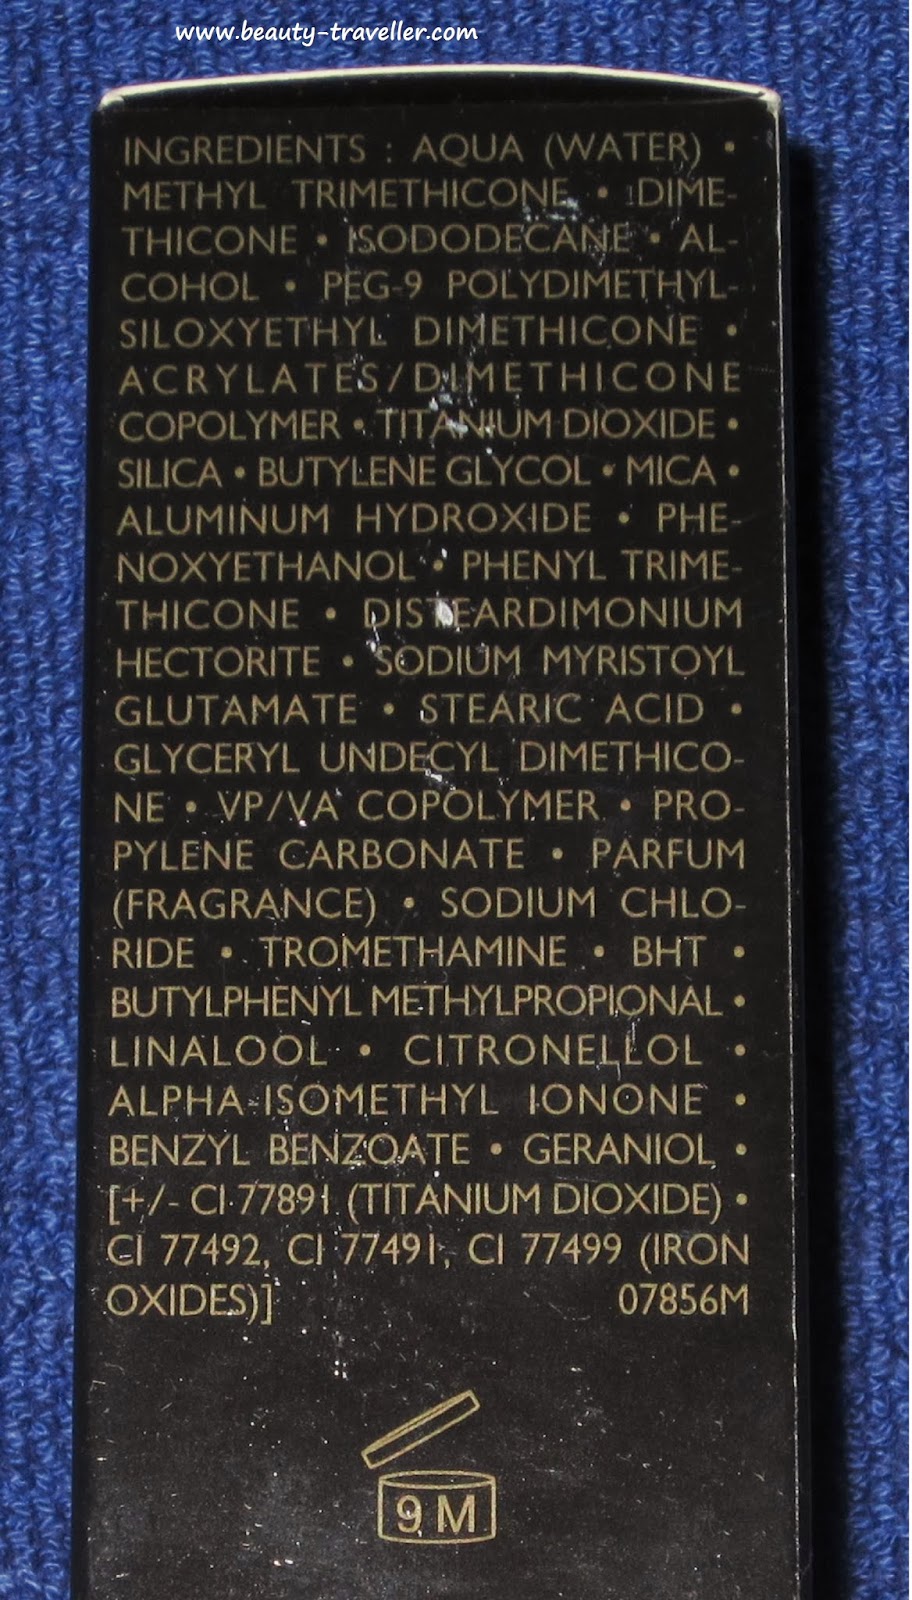 www.beauty-traveller.com
INGREDIENTS : AQUA (WATER) •
METHYL TRIMETHICONE • DIME-
THICONE • ISODODECANE • AL-
COHOL • PEG-9 POLYDIMETHYL-
SILOXYETHYL DIMETHICONE •
ACRYLATES/DIMETHICONE
COPOLYMER • TITANIUM DIOXIDE •
SILICA • BUTYLENE GLYCOL • MICA •
ALUMINUM HYDROXIDE • PHE-
NOXYETHANOL • PHENYL TRIME-
THICONE • DISTEARDIMONIUM
HECTORITE • SODIUM MYRISTOYL
GLUTAMATE • STEARIC ACID •
GLYCERYL UNDECYL DIMETHICO-
NE • VP/VA COPOLYMER • PRO-
PYLENE CARBONATE • PARFUM
(FRAGRANCE) • SODIUM CHLO-
RIDE • TROMETHAMINE • BHT •
BUTYLPHENYL METHYLPROPIONAL •
LINALOOL • CITRONELLOL •
ALPHA-ISOMETHYL IONONE •
BENZYL BENZOATE • GERANIOL •
[+/- CI 77891 (TITANIUM DIOXIDE) •
CI 77492, CI 77491, CI 77499 (IRON
OXIDES)] 07856M
9 M